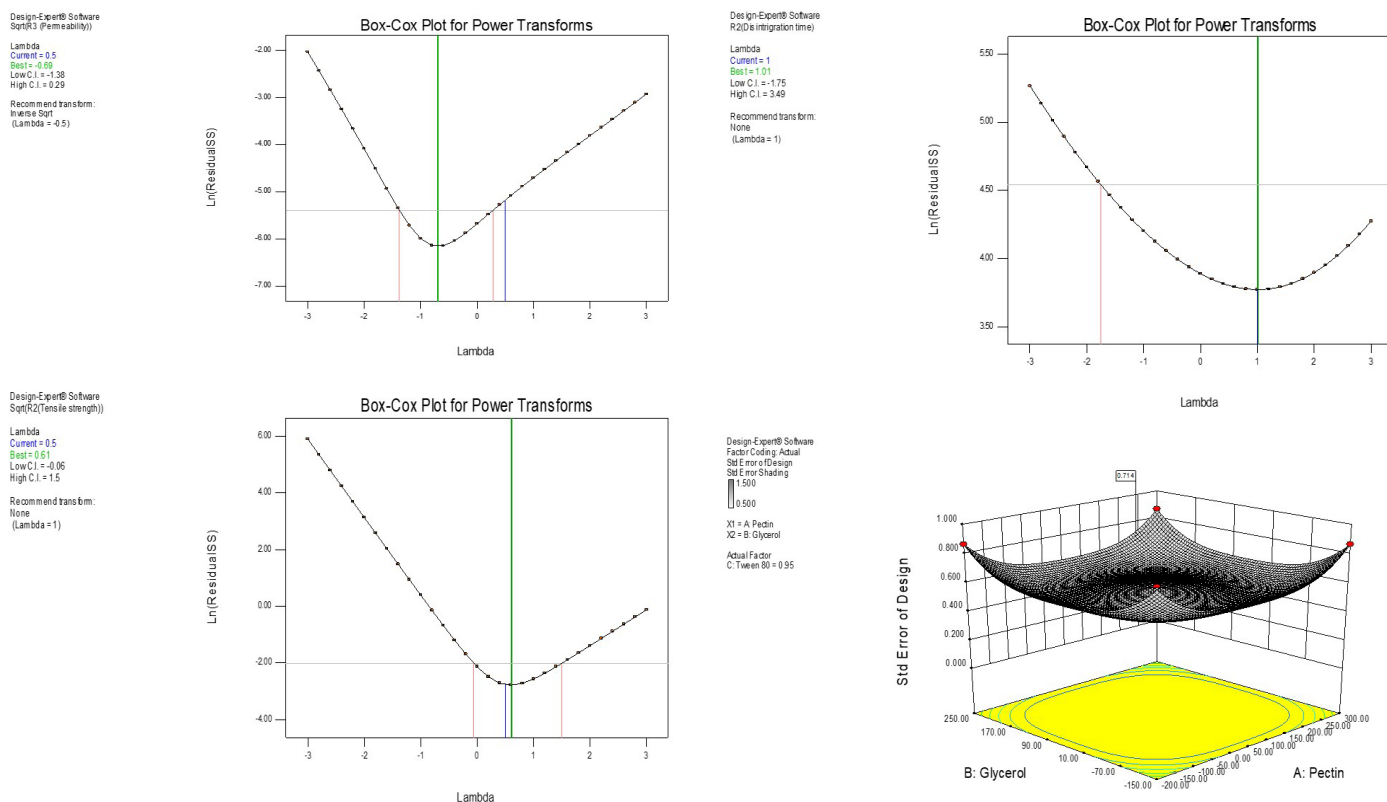 Design-Expert® Software
Sqrt(R3 (Permeability))
Lambda
Current = 0.5
Best = -0.69
Low C.I. = -1.38
High C.I. = 0.29
Recommend transform:
Inverse Sqrt
(Lambda = -0.5)
Box-Cox Plot for Power Transforms
Ln(ResidualSS)
-2.00
-3.00
-4.00
-5.00
-6.00
-7.00
-3 -2 -1 0 1 2 3
Lambda
Design-Expert® Software
R2(Dis intrigration time)
Lambda
Current = 1
Best = 1.01
Low C.I. = -1.75
High C.I. = 3.49
Recommend transform:
None
(Lambda = 1)
Box-Cox Plot for Power Transforms
Ln(ResidualSS)
5.50
5.00
4.50
4.00
3.50
-3 -2 -1 0 1 2 3
Lambda
Design-Expert® Software
Sqrt(R2(Tensile strength))
Lambda
Current = 0.5
Best = 0.61
Low C.I. = -0.06
High C.I. = 1.5
Recommend transform:
None
(Lambda = 1)
Box-Cox Plot for Power Transforms
Ln(ResidualSS)
6.00
4.00
2.00
0.00
-2.00
-4.00
-3 -2 -1 0 1 2 3
Lambda
Design-Expert® Software
Factor Coding: Actual
Std Error of Design
Std Error Shading
1.500
0.500
X1 = A: Pectin
X2 = B: Glycerol
Actual Factor
C: Tween 80 = 0.95
0.714
Std Error of Design
1.000
0.800
0.600
0.400
0.200
0.000
250.00
170.00
90.00
10.00
-70.00
-150.00
B: Glycerol
-200.00
-150.00
-100.00
-50.00
0.00
50.00
100.00
150.00
200.00
250.00
300.00
A: Pectin